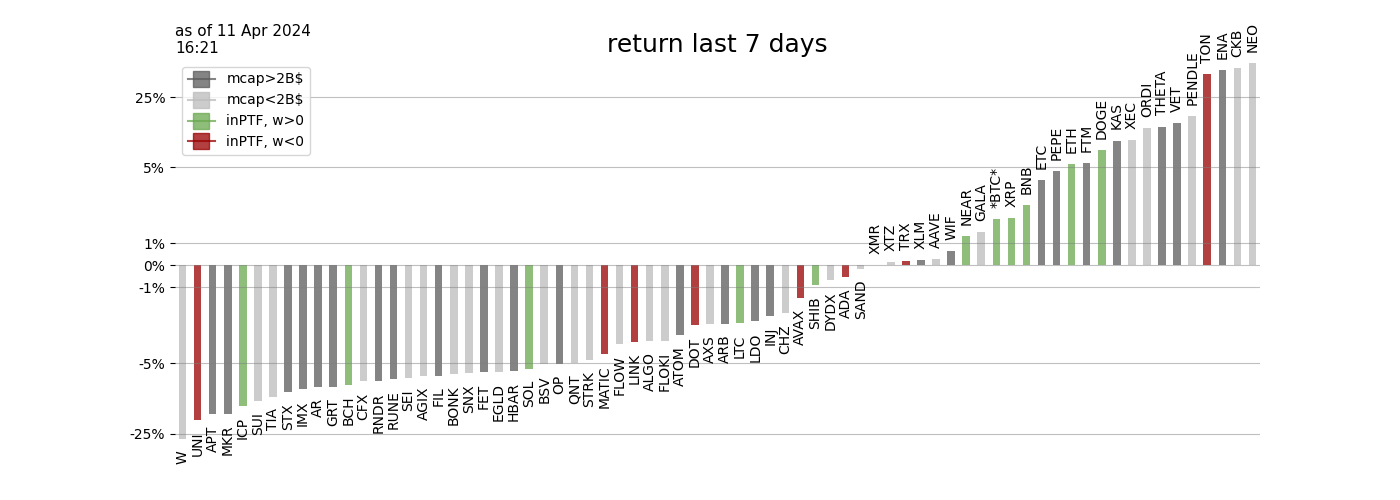 as of 11 Apr 2024
16:21
return last 7 days
mcap>2B$
mcap<2B$
inPTF, w>0
inPTF, w<0
25%
5%
1%
0%
-1%
-5%
-25%
W
UNI
APT
MKR
ICP
SUI
TIA
STX
IMX
AR
GRT
BCH
CFX
RNDR
RUNE
SEI
AGIX
FIL
BONK
SNX
FET
EGLD
HBAR
SOL
BSV
OP
QNT
STRK
MATIC
FLOW
LINK
ALGO
FLOKI
ATOM
DOT
AXS
ARB
LTC
LDO
INJ
CHZ
AVAX
SHIB
DYDX
ADA
SAND
XMR
XTZ
TRX
XLM
AAVE
WIF
NEAR
GALA
*BTC*
XRP
BNB
ETC
PEPE
ETH
FTM
DOGE
KAS
XEC
ORDI
THETA
VET
PENDLE
TON
ENA
CKB
NEO